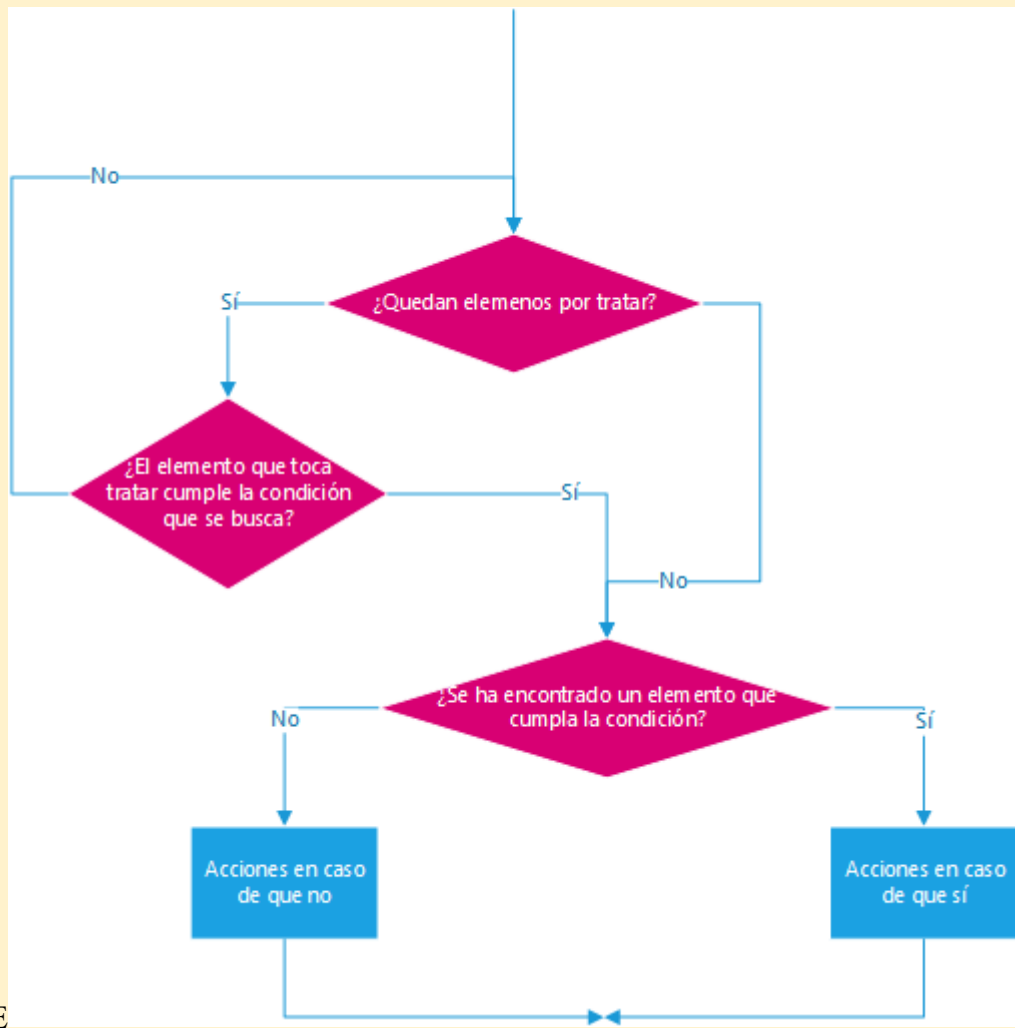 No
¿Quedan elemenos por tratar?
Sí
¿El elemento que toca
tratar cumple la condición
que se busca?
Sí
No
¿Se ha encontrado un elemento que
cumpla la condición?
No
Sí
Acciones en caso
de que no
Acciones en caso
de que sí
E